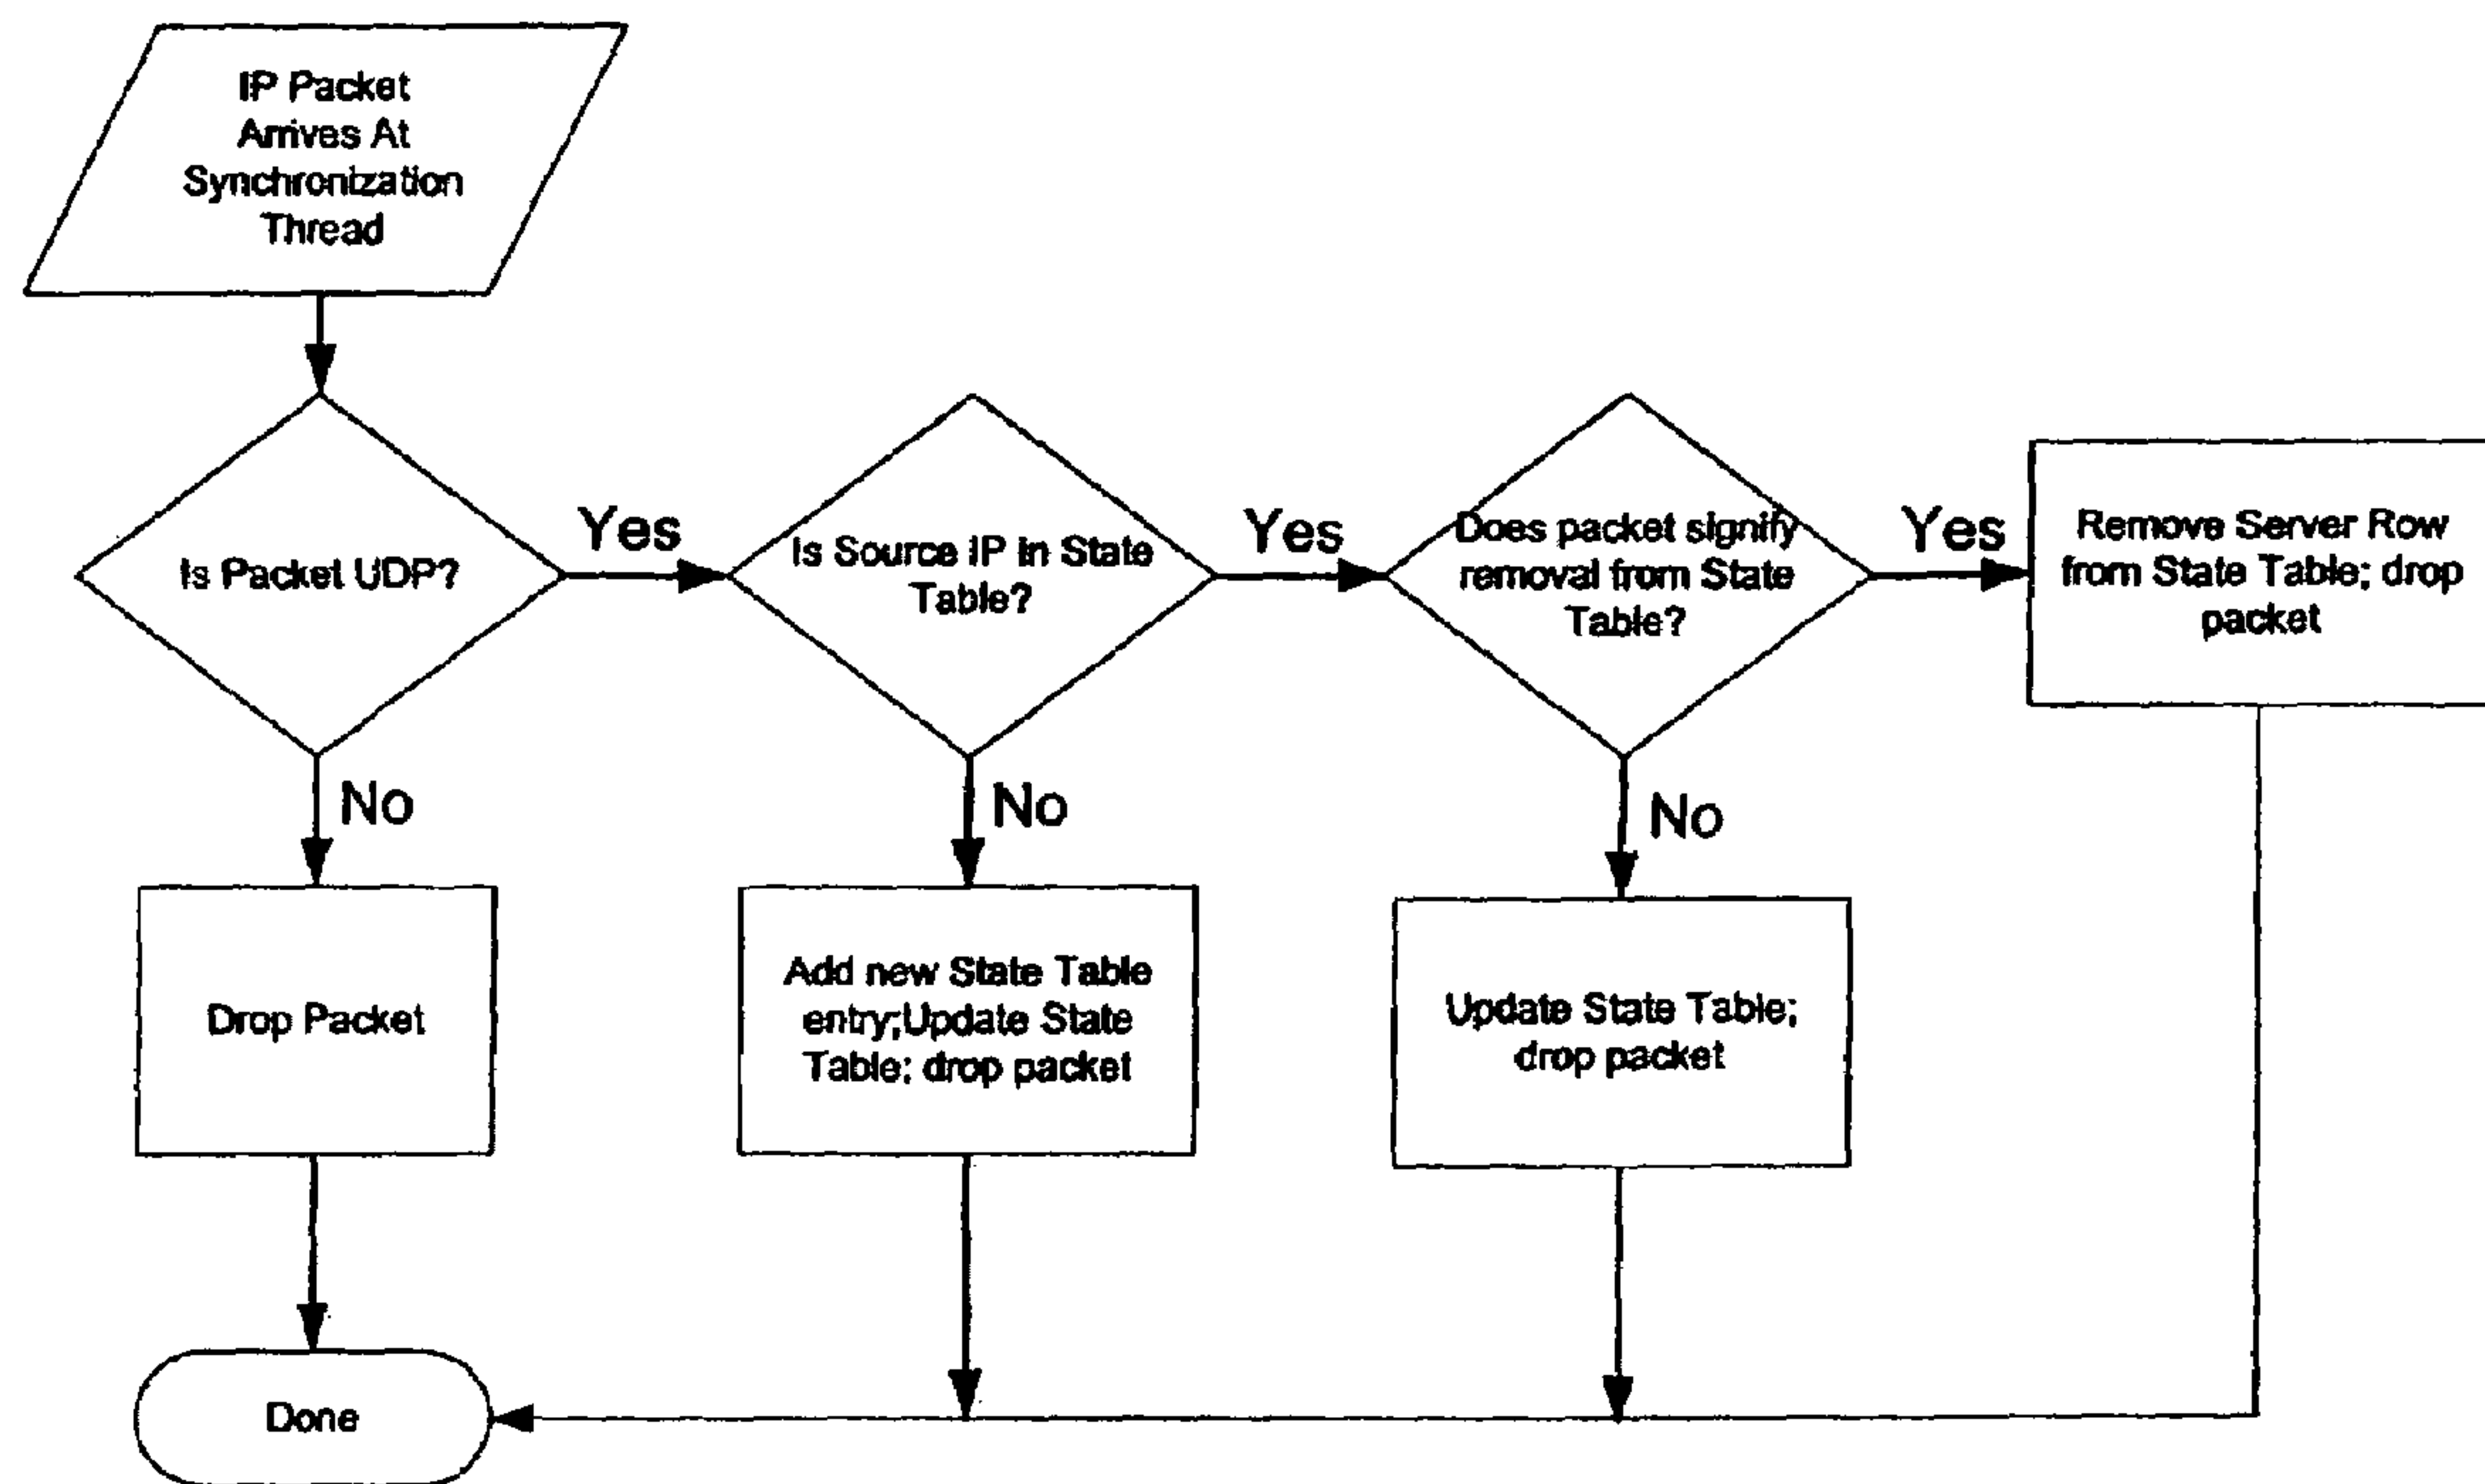 IP Packet
Arrives At
Synchronization
Thread
Is Packet UDP?
Yes
Is Source IP in State
Table?
Yes
Does packet signify
removal from State
Table?
Yes
Remove Server Row
from State Table; drop
packet
No
No
No
Drop Packet
Add new State Table
entry;Update State
Table; drop packet
Update State Table;
drop packet
Done